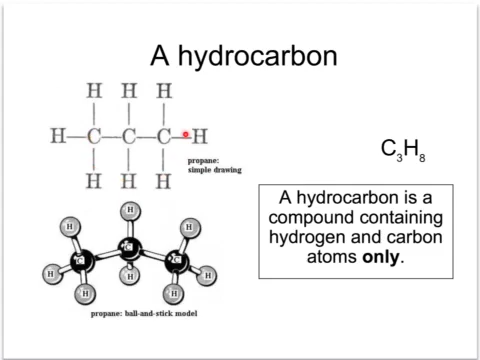 A hydrocarbon
H H H
H C C C H
H H H
propane:
simple drawing
C₃H₈
A hydrocarbon is a
compound containing
hydrogen and carbon
atoms only.
H
H H
C C C
H H H
H H
propane: ball-and-stick model